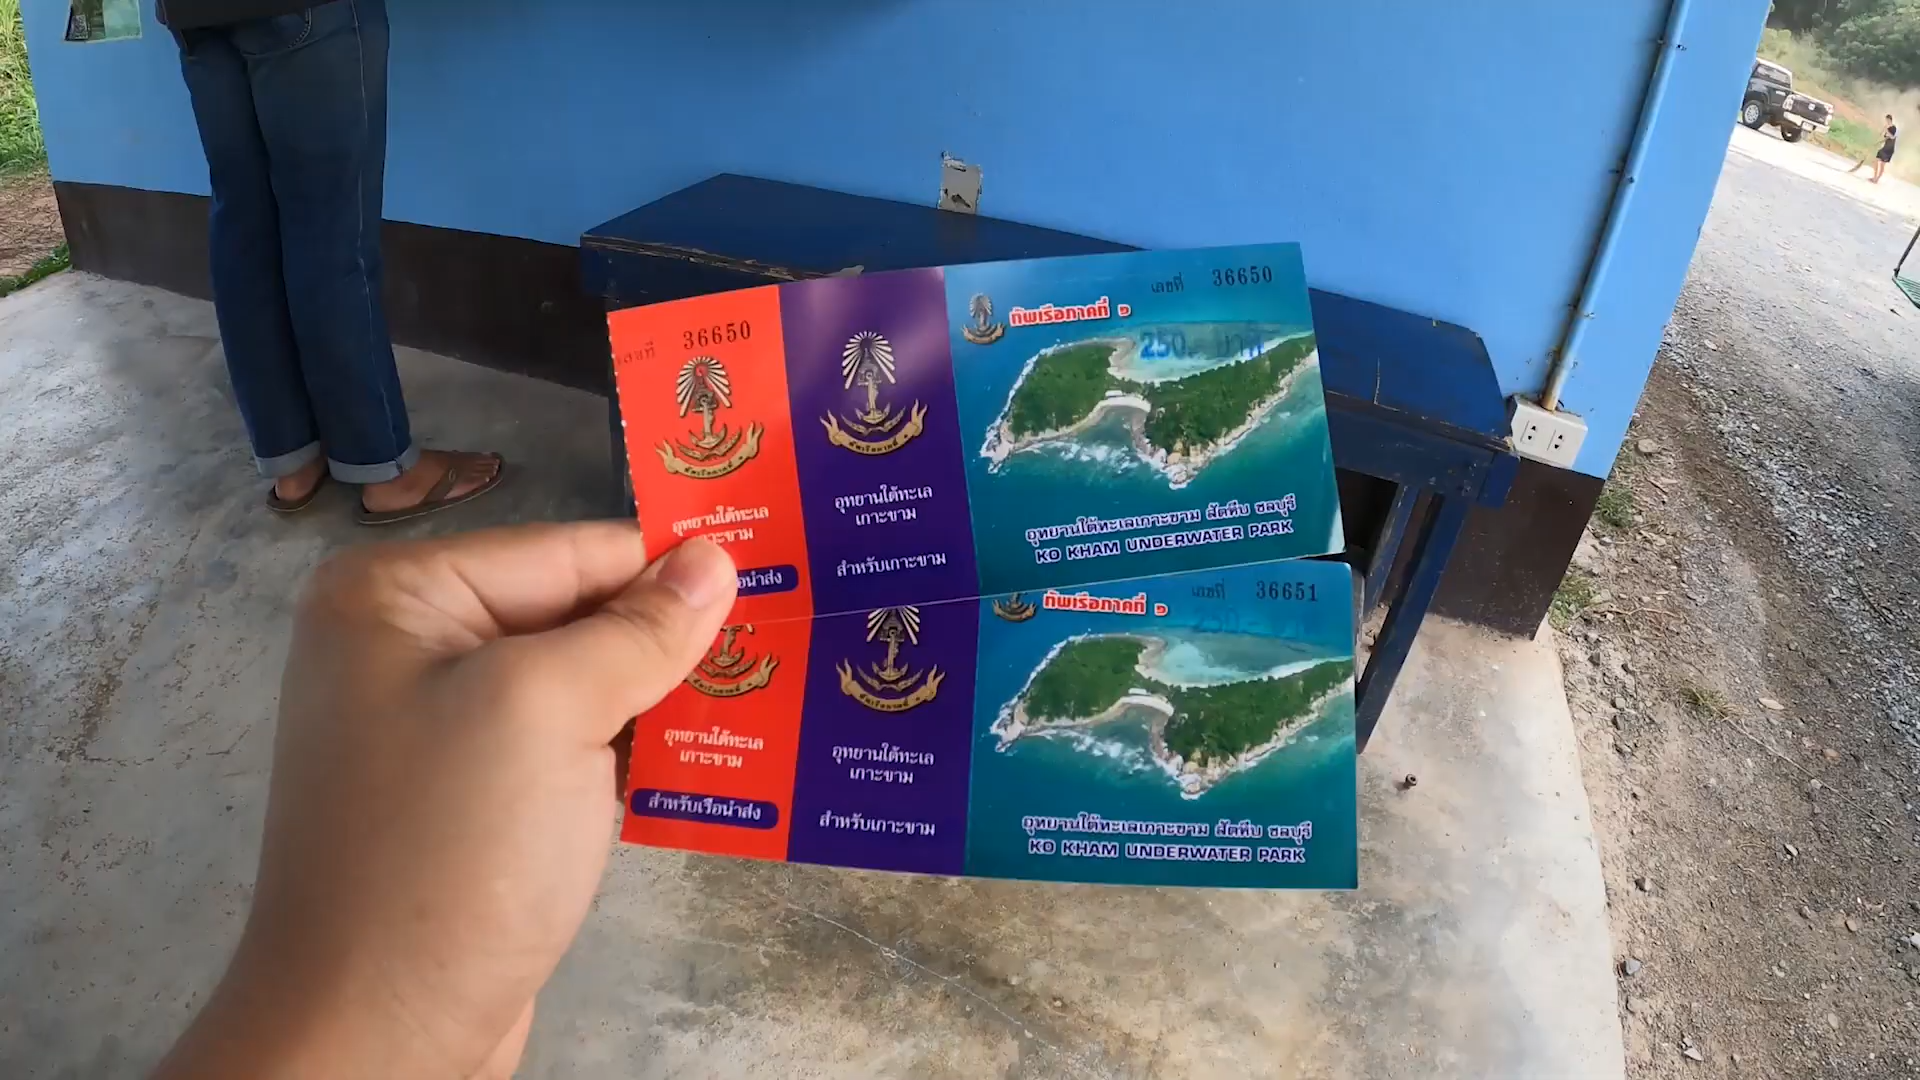 เลขที่ 36650
อุทยานใต้ทะเล
เกาะขาม
อุทยานใต้ทะเล
เกาะขาม
สำหรับเกาะขาม
เลขที่ 36650
ทัพเรือภาคที่ ๑
250.- บาท
อุทยานใต้ทะเลเกาะขาม สัตหีบ ชลบุรี
KO KHAM UNDERWATER PARK
อุทยานใต้ทะเล
เกาะขาม
สำหรับเรือนำส่ง
อุทยานใต้ทะเล
เกาะขาม
สำหรับเกาะขาม
เลขที่ 36651
ทัพเรือภาคที่ ๑
อุทยานใต้ทะเลเกาะขาม สัตหีบ ชลบุรี
KO KHAM UNDERWATER PARK